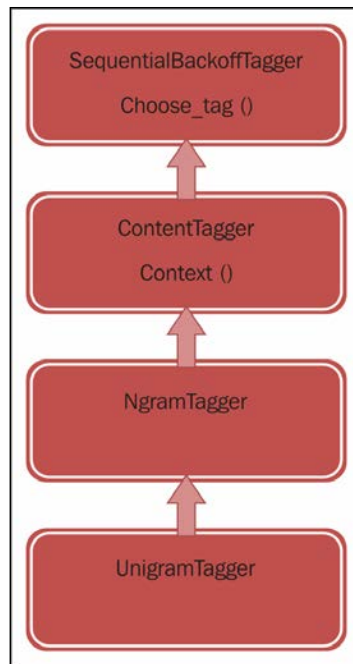 SequentialBackoffTagger
Choose_tag ()
ContentTagger
Context ()
NgramTagger
UnigramTagger